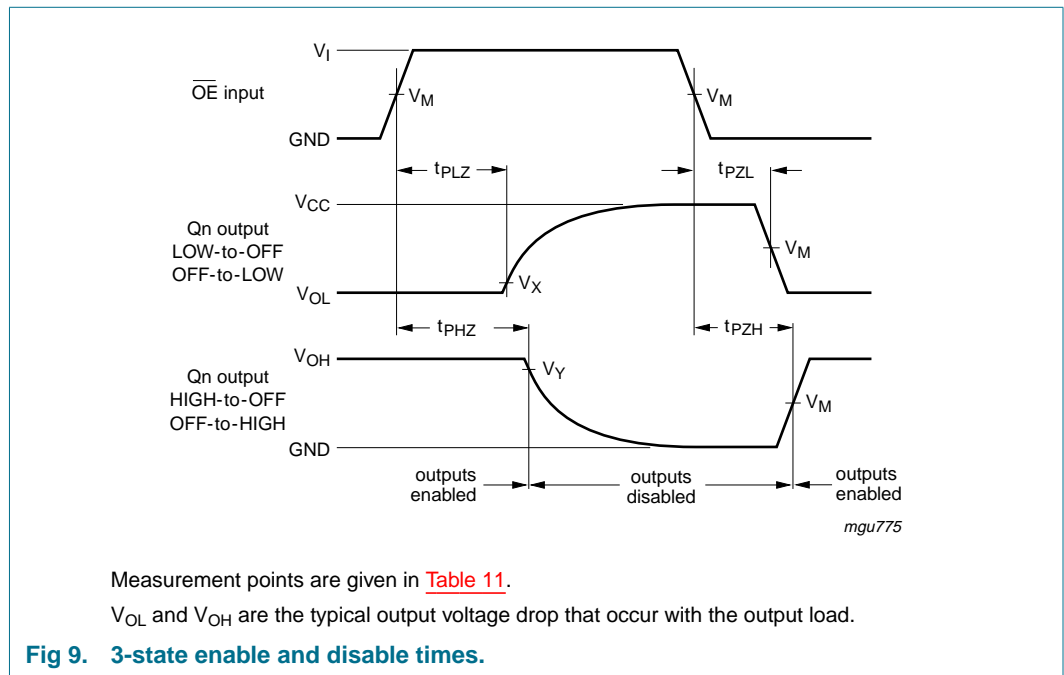 V_I
OE input
V_M
V_M
GND
t_PLZ
t_PZL
V_CC
Qn output
LOW-to-OFF
OFF-to-LOW
V_M
V_X
V_OL
t_PHZ
t_PZH
V_OH
Qn output
HIGH-to-OFF
OFF-to-HIGH
V_Y
V_M
GND
outputs
enabled
outputs
disabled
outputs
enabled
mgu775
Measurement points are given in Table 11.
V_OL and V_OH are the typical output voltage drop that occur with the output load.
Fig 9. 3-state enable and disable times.